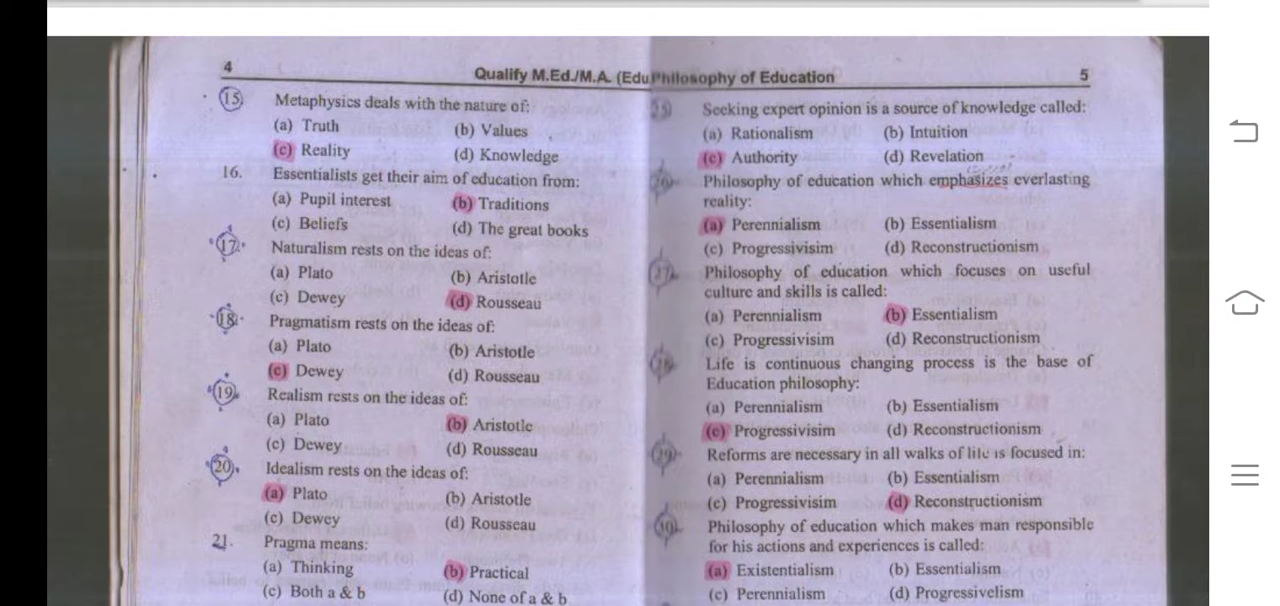 4
Qualify M.Ed./M.A. (Edu
15
Metaphysics deals with the nature of:
(a) Truth (b) Values
(c) Reality (d) Knowledge
16. Essentialists get their aim of education from:
(a) Pupil interest (b) Traditions
(c) Beliefs (d) The great books
17. Naturalism rests on the ideas of:
(a) Plato (b) Aristotle
(c) Dewey (d) Rousseau
18. Pragmatism rests on the ideas of:
(a) Plato (b) Aristotle
(c) Dewey (d) Rousseau
19. Realism rests on the ideas of:
(a) Plato (b) Aristotle
(c) Dewey (d) Rousseau
20. Idealism rests on the ideas of:
(a) Plato (b) Aristotle
(c) Dewey (d) Rousseau
21. Pragma means:
(a) Thinking (b) Practical
(c) Both a & b (d) None of a & b
Philosophy of Education 5
Seeking expert opinion is a source of knowledge called:
(a) Rationalism (b) Intuition
(c) Authority (d) Revelation
Philosophy of education which emphasizes everlasting
reality:
(a) Perennialism (b) Essentialism
(c) Progressivisim (d) Reconstructionism
27. Philosophy of education which focuses on useful
culture and skills is called:
(a) Perennialism (b) Essentialism
(c) Progressivisim (d) Reconstructionism
Life is continuous changing process is the base of
Education philosophy:
(a) Perennialism (b) Essentialism
(c) Progressivisim (d) Reconstructionism
29. Reforms are necessary in all walks of life is focused in:
(a) Perennialism (b) Essentialism
(c) Progressivisim (d) Reconstructionism
Philosophy of education which makes man responsible
for his actions and experiences is called:
(a) Existentialism (b) Essentialism
(c) Perennialism (d) Progressivelism